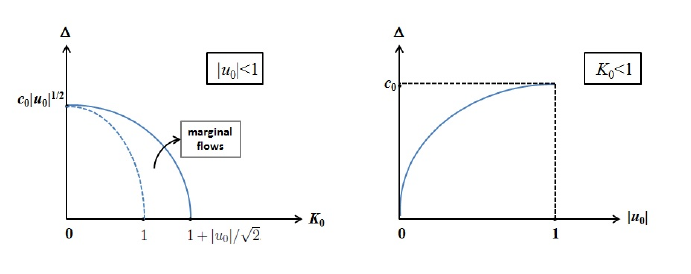 Δ
|u₀|<1
c₀|u₀|^{1/2}
marginal
flows
0
1
1+|u₀|/√2
K₀
Δ
K₀<1
c₀
0
1
|u₀|